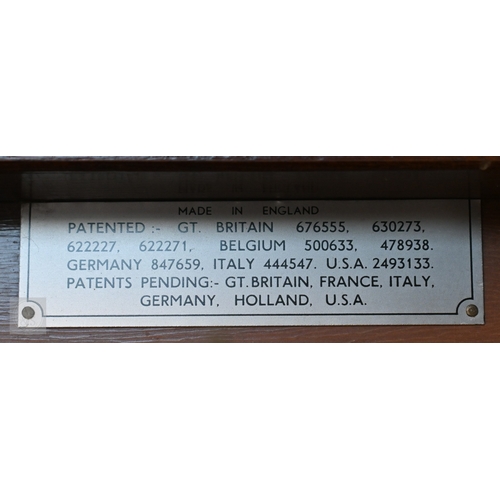 MADE IN ENGLAND
PATENTED :- GT. BRITAIN 676555, 630273,
622227, 622271, BELGIUM 500633, 478938.
GERMANY 847659, ITALY 444547. U.S.A. 2493133.
PATENTS PENDING:- GT. BRITAIN, FRANCE, ITALY,
GERMANY, HOLLAND, U.S.A.